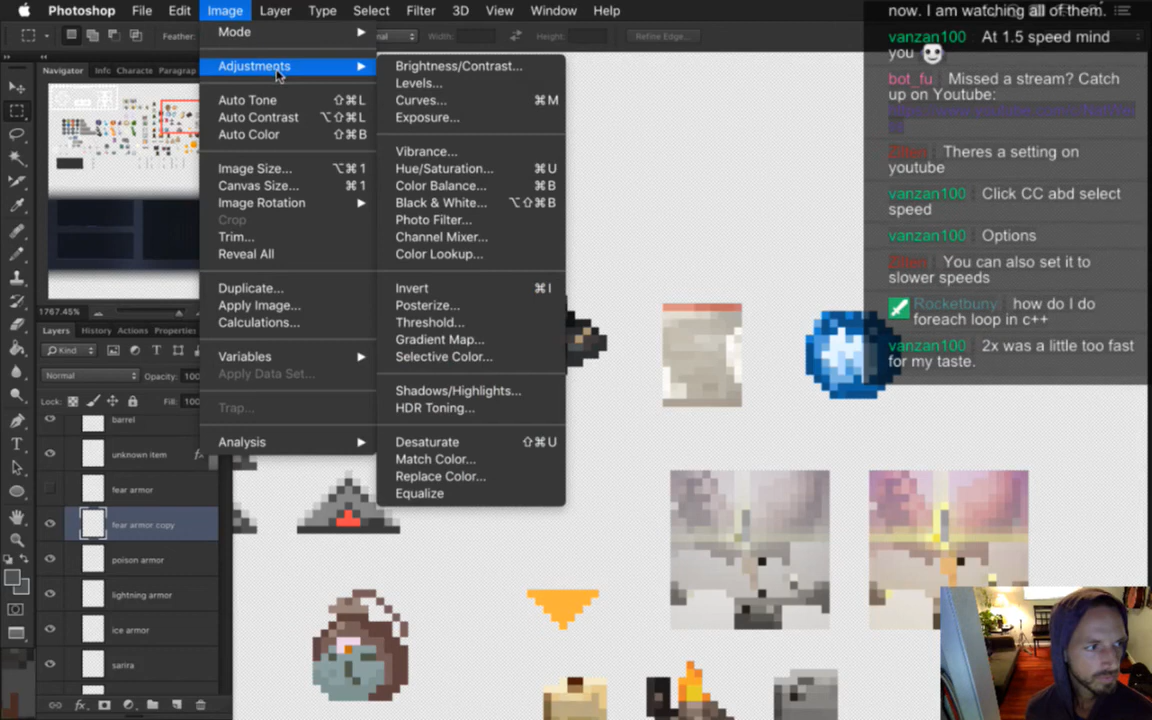 Photoshop File Edit Image Layer Type Select Filter 3D View Window Help
Feather:
Width: Height: Refine Edge...
Navigator Info Characte Paragrap
1767.45%
Layers History Actions Properties
Kind
Normal Opacity: 100
Lock: Fill: 100
barrel
unknown item fx
fear armor
fear armor copy
poison armor
lightning armor
ice armor
sarira
Mode
Adjustments
Auto Tone ⇧⌘L
Auto Contrast ⌥⇧⌘L
Auto Color ⇧⌘B
Image Size... ⌥⌘1
Canvas Size... ⌘1
Image Rotation
Crop
Trim...
Reveal All
Duplicate...
Apply Image...
Calculations...
Variables
Apply Data Set...
Trap...
Analysis
Brightness/Contrast...
Levels...
Curves... ⌘M
Exposure...
Vibrance...
Hue/Saturation... ⌘U
Color Balance... ⌘B
Black & White... ⌥⇧⌘B
Photo Filter...
Channel Mixer...
Color Lookup...
Invert ⌘I
Posterize...
Threshold...
Gradient Map...
Selective Color...
Shadows/Highlights...
HDR Toning...
Desaturate ⇧⌘U
Match Color...
Replace Color...
Equalize
now. I am watching all of them.
vanzan100 At 1.5 speed mind
you
bot_fu Missed a stream? Catch
up on Youtube:
Theres a setting on
youtube
vanzan100 Click CC abd select
speed
vanzan100 Options
You can also set it to
slower speeds
Rocketbuny how do I do
foreach loop in c++
vanzan100 2x was a little too fast
for my taste.